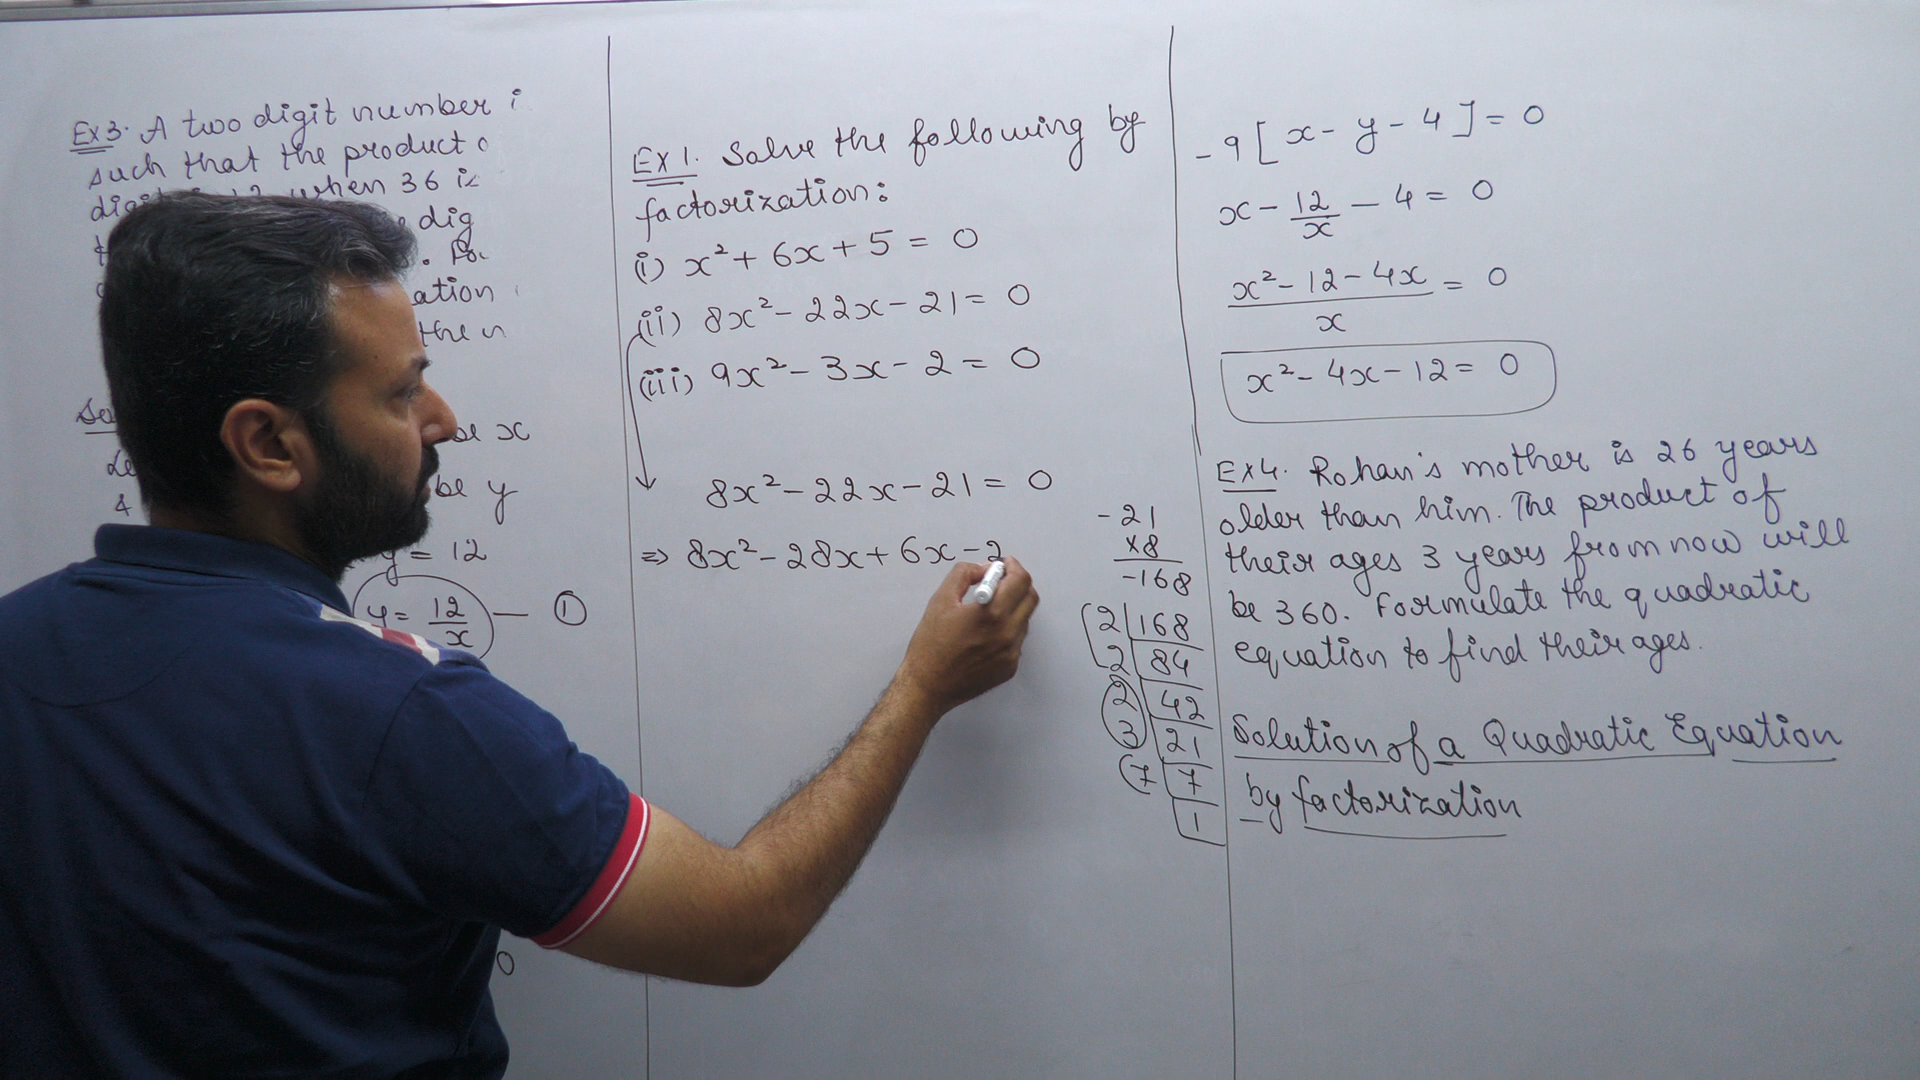 Ex3. A two digit number i
such that the product o
when 36 is
dig
ation
the n
be x
be y
y = 12
y = 12/x — ①
0
Ex 1. Solve the following by
factorization:
(i) x² + 6x + 5 = 0
(ii) 8x² - 22x - 21 = 0
(iii) 9x² - 3x - 2 = 0
8x² - 22x - 21 = 0
⇒ 8x² - 28x + 6x - 2
-21
x8
-168
2 | 168
2 | 84
2 | 42
3 | 21
7 | 7
1
-9[x - y - 4] = 0
x - 12/x - 4 = 0
x² - 12 - 4x
x
= 0
x² - 4x - 12 = 0
Ex4. Rohan's mother is 26 years
older than him. The product of
their ages 3 years from now will
be 360. Formulate the quadratic
equation to find their ages.
Solution of a Quadratic Equation
by factorization